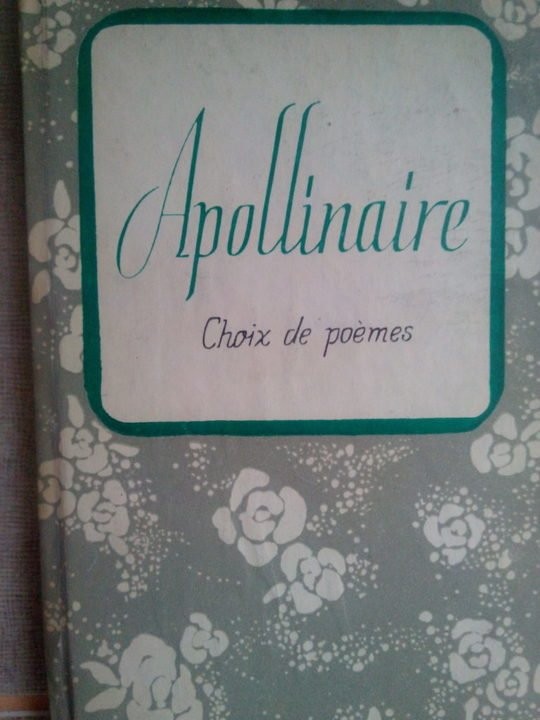 Apollinaire
Choix de poèmes